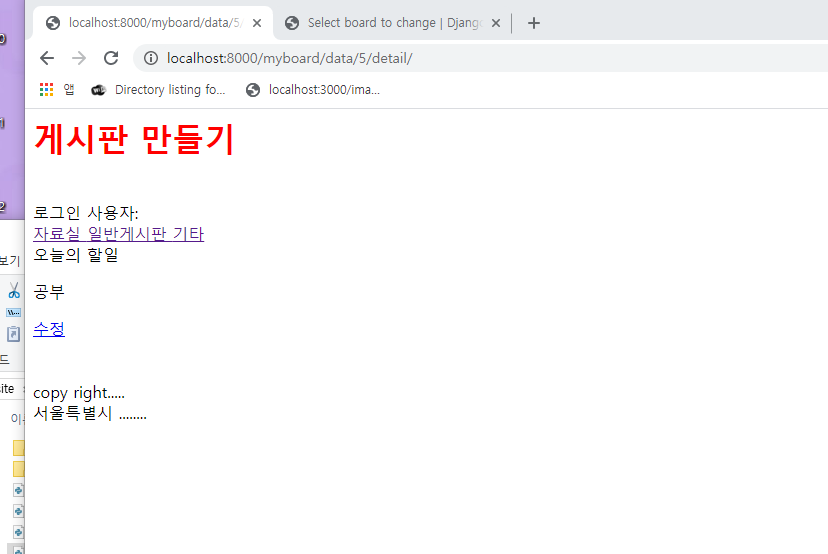 localhost:8000/myboard/data/5/
Select board to change | Django
localhost:8000/myboard/data/5/detail/
앱
Directory listing fo...
localhost:3000/ima...
게시판 만들기
로그인 사용자:
자료실 일반게시판 기타
오늘의 할일
공부
수정
copy right.....
서울특별시 ........
보기